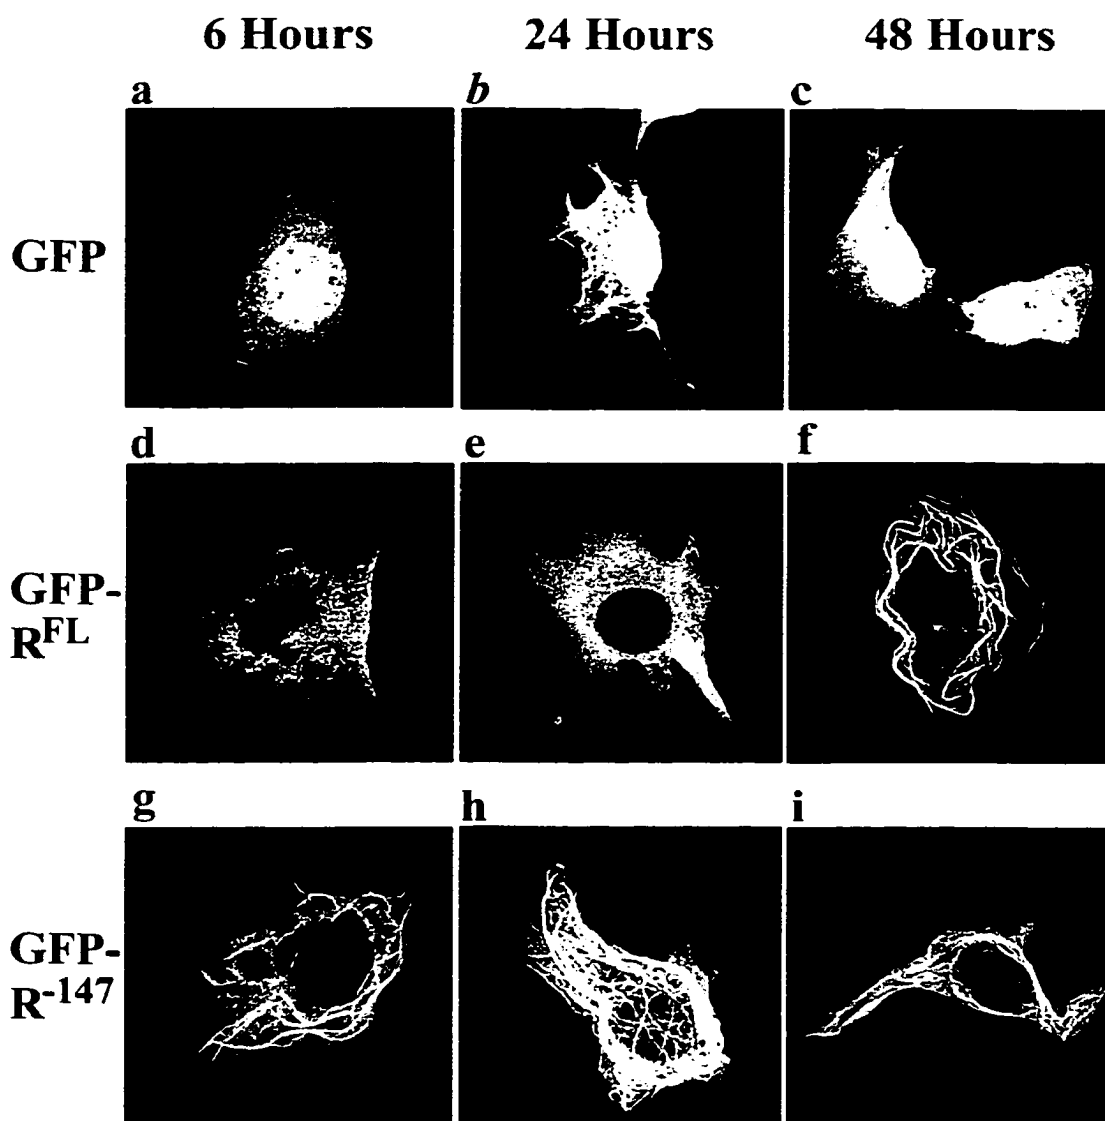 6 Hours 24 Hours 48 Hours
a b c
GFP
d e f
GFP-
R^FL
g h i
GFP-
R^-147